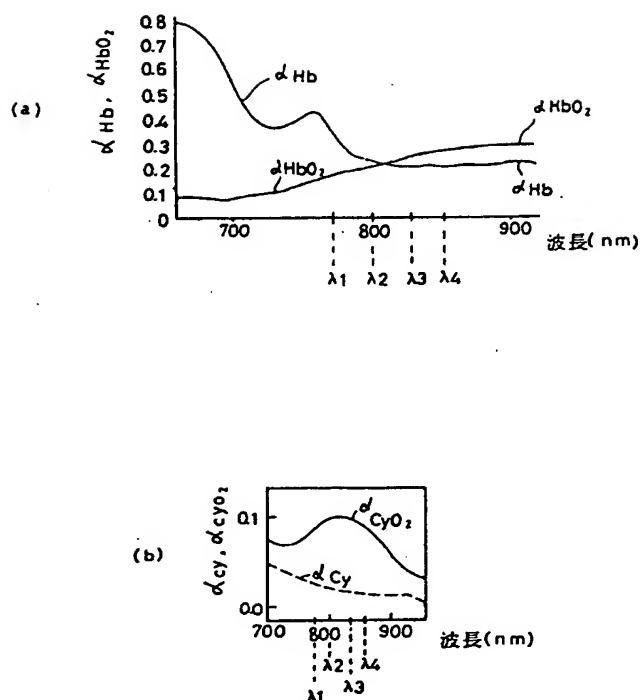 (a)
αHb, αHbO₂
0.8
0.7
0.6
0.5
0.4
0.3
0.2
0.1
0
αHb
αHbO₂
αHbO₂
αHb
700
800
900
波長(nm)
λ1
λ2
λ3
λ4
(b)
αcy, αcyo₂
0.1
0.0
αCyO₂
αCy
700
800
900
波長(nm)
λ1
λ2
λ3
λ4